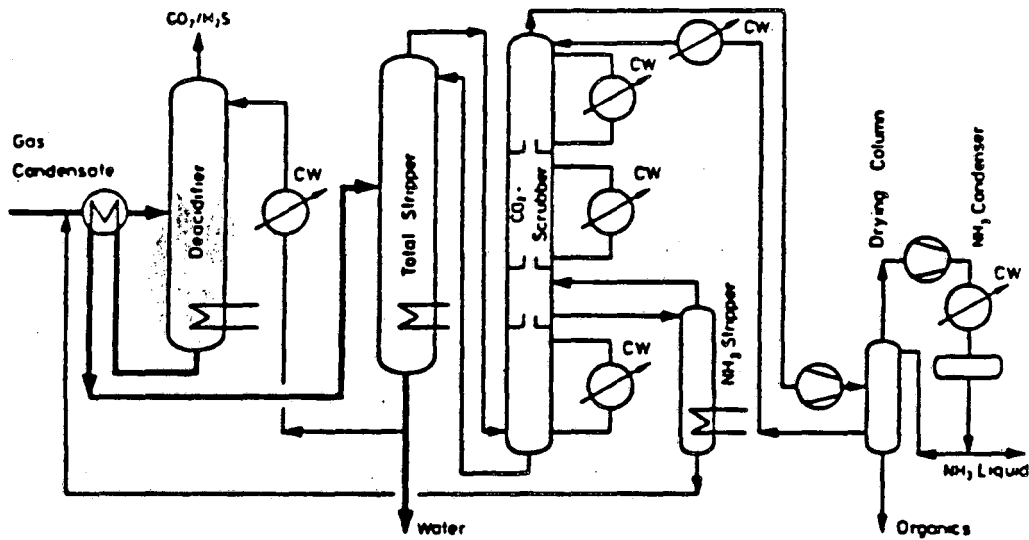 CO₂/H₂S
Gas
Condensate
Deacidifier
CW
Total Stripper
CO₂-
Scrubber
CW
CW
CW
CW
NH₃ Stripper
Drying Column
NH₃ Condenser
CW
NH₃ Liquid
Water
Organics